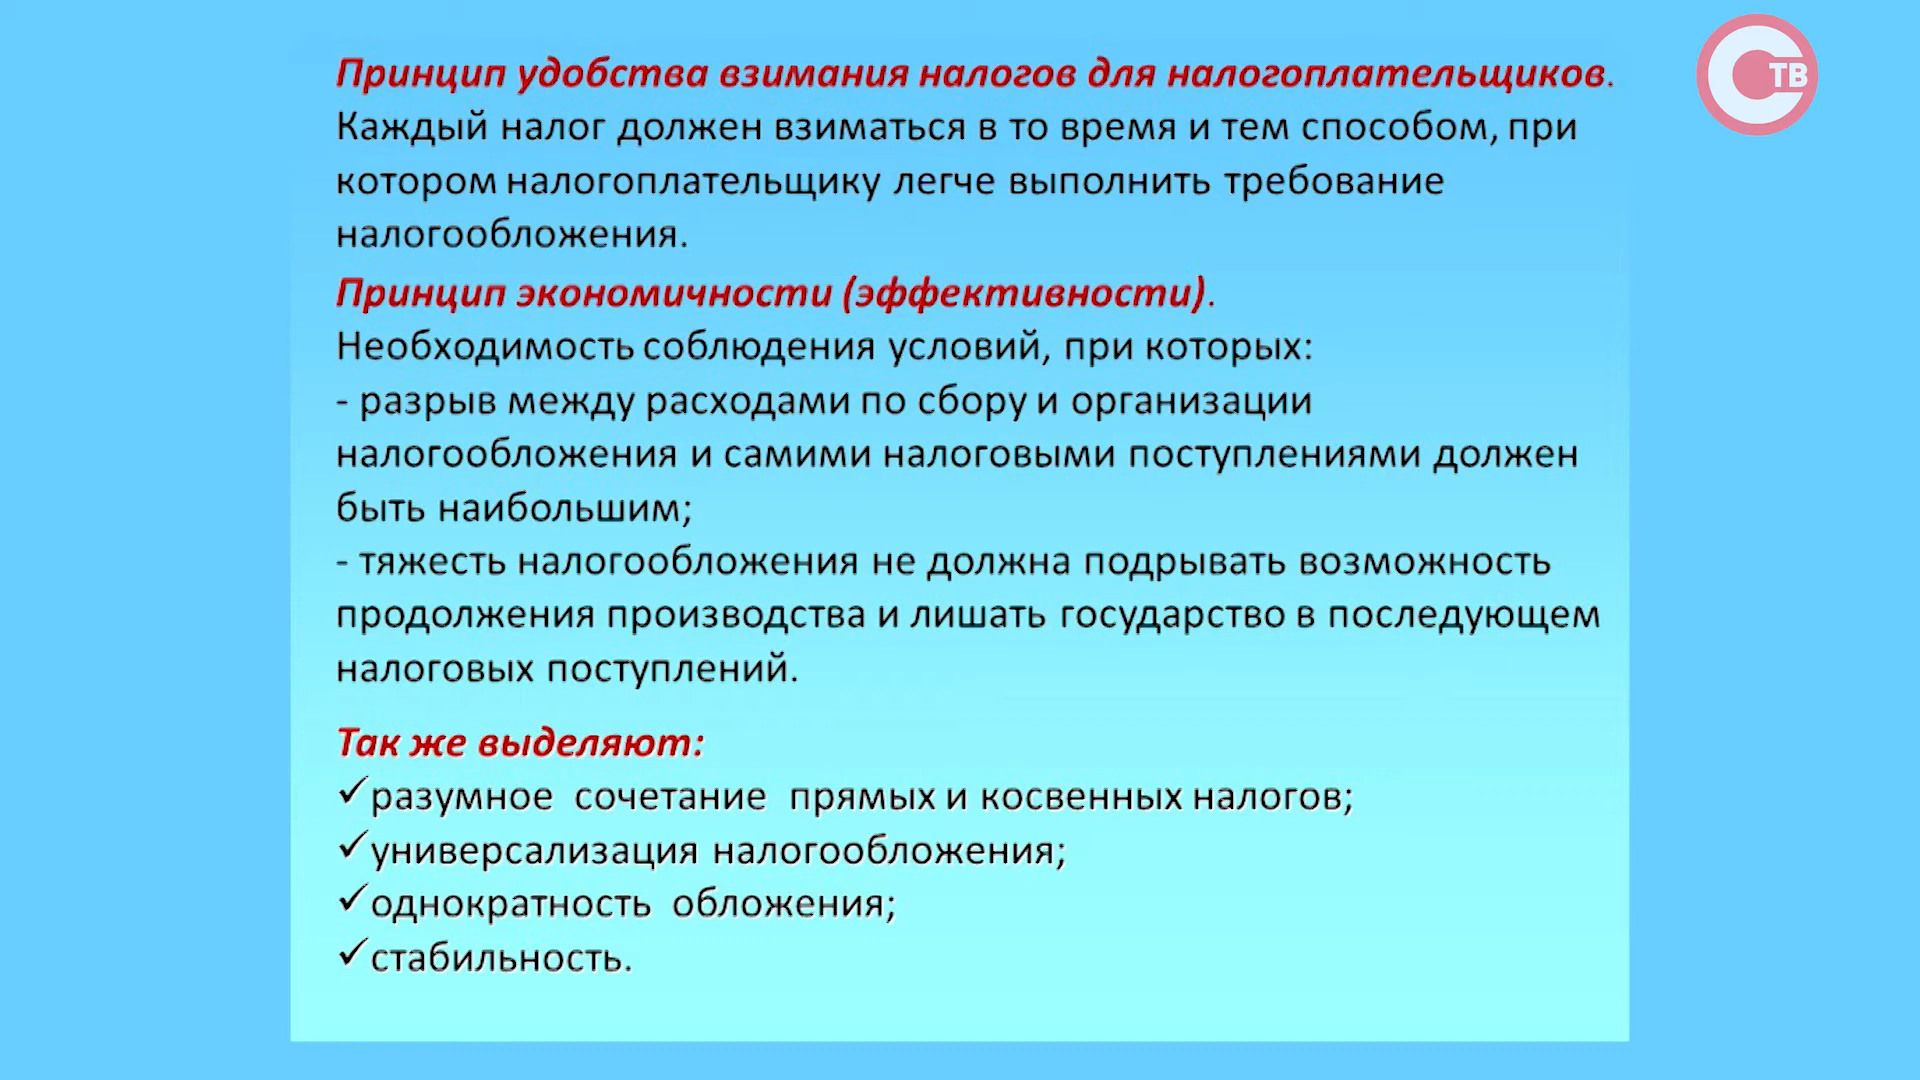 Принцип удобства взимания налогов для налогоплательщиков.
Каждый налог должен взиматься в то время и тем способом, при
котором налогоплательщику легче выполнить требование
налогообложения.
Принцип экономичности (эффективности).
Необходимость соблюдения условий, при которых:
- разрыв между расходами по сбору и организации
налогообложения и самими налоговыми поступлениями должен
быть наибольшим;
- тяжесть налогообложения не должна подрывать возможность
продолжения производства и лишать государство в последующем
налоговых поступлений.
Так же выделяют:
✓разумное сочетание прямых и косвенных налогов;
✓универсализация налогообложения;
✓однократность обложения;
✓стабильность.
СТВ